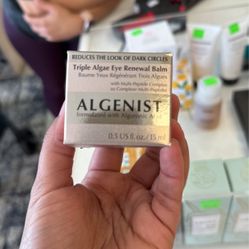 REDUCES THE LOOK OF DARK CIRCLES
Triple Algae Eye Renewal Balm
Baume Yeux Régénérant Trois Algues
with Multi-Peptide Complex
ALGENIST
formulated with Alguronic Acid
0.5 US fl. oz./15 ml